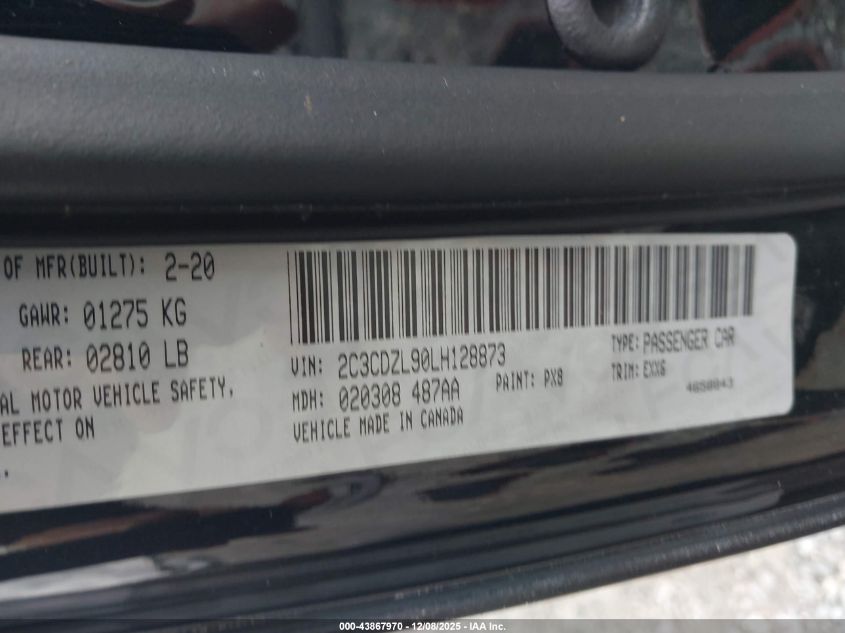 OF MFR(BUILT): 2-20
GAWR: 01275 KG
REAR: 02810 LB
AL MOTOR VEHICLE SAFETY,
EFFECT ON
VIN: 2C3CDZL90LH128873
TYPE: PASSENGER CAR
MDH: 020308 487AA
PAINT: PX8
TRIM: EXX6
VEHICLE MADE IN CANADA
000-43867970 - 12/08/2025 - IAA Inc.